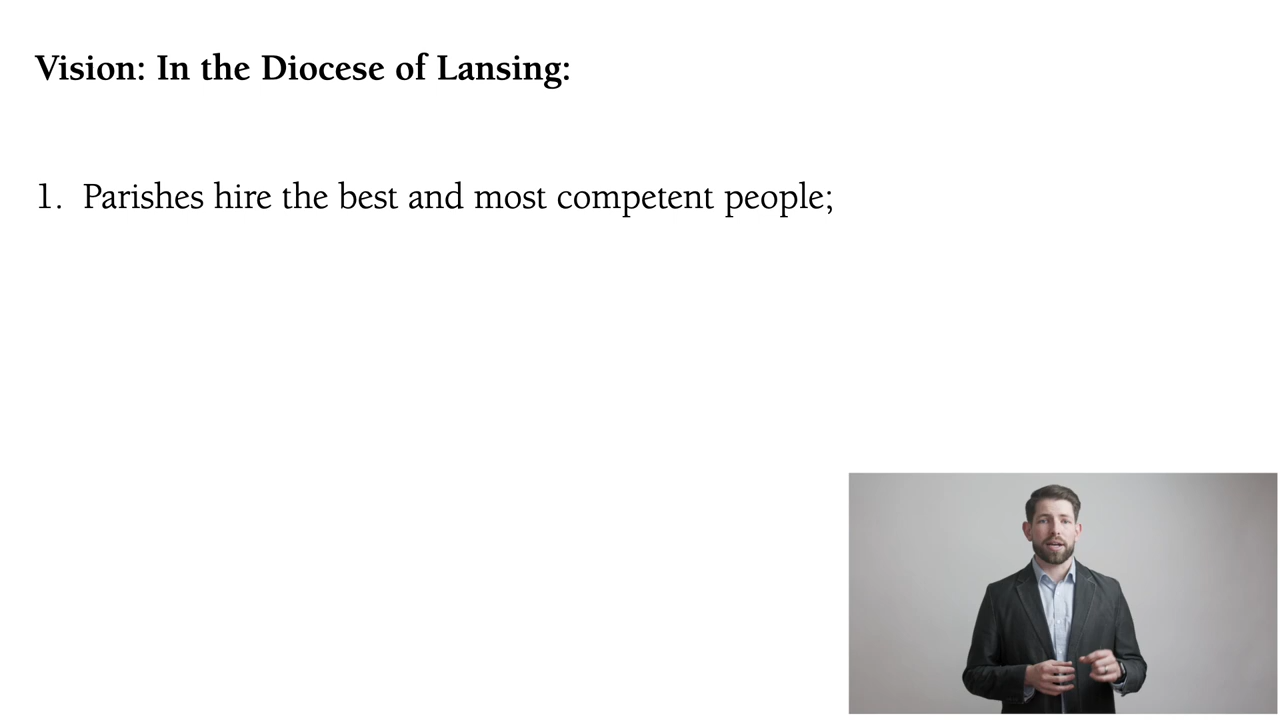 Vision: In the Diocese of Lansing:
1. Parishes hire the best and most competent people;